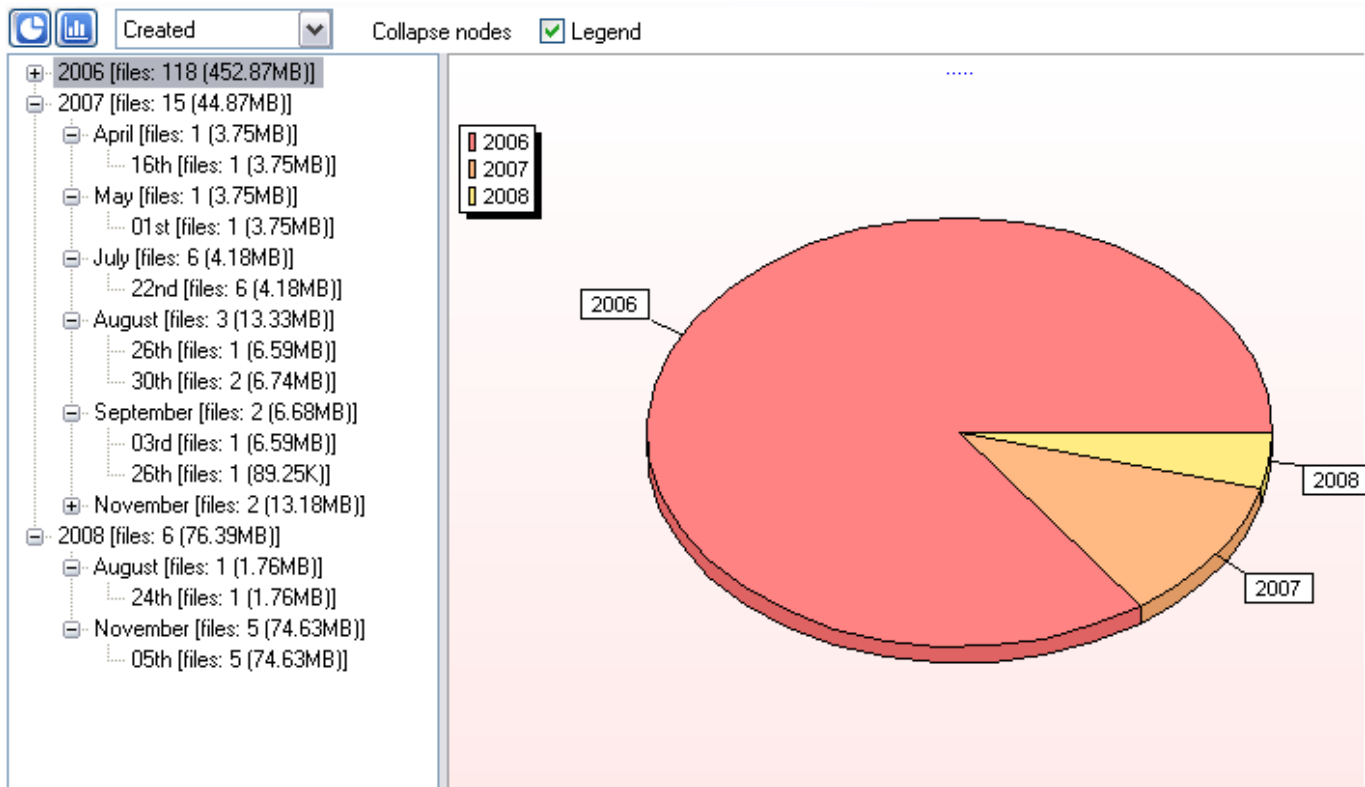 Created Collapse nodes Legend
2006 [files: 118 (452.87MB)]
2007 [files: 15 (44.87MB)]
April [files: 1 (3.75MB)]
16th [files: 1 (3.75MB)]
May [files: 1 (3.75MB)]
01st [files: 1 (3.75MB)]
July [files: 6 (4.18MB)]
22nd [files: 6 (4.18MB)]
August [files: 3 (13.33MB)]
26th [files: 1 (6.59MB)]
30th [files: 2 (6.74MB)]
September [files: 2 (6.68MB)]
03rd [files: 1 (6.59MB)]
26th [files: 1 (89.25K)]
November [files: 2 (13.18MB)]
2008 [files: 6 (76.39MB)]
August [files: 1 (1.76MB)]
24th [files: 1 (1.76MB)]
November [files: 5 (74.63MB)]
05th [files: 5 (74.63MB)]
.....
2006
2007
2008
2006
2008
2007